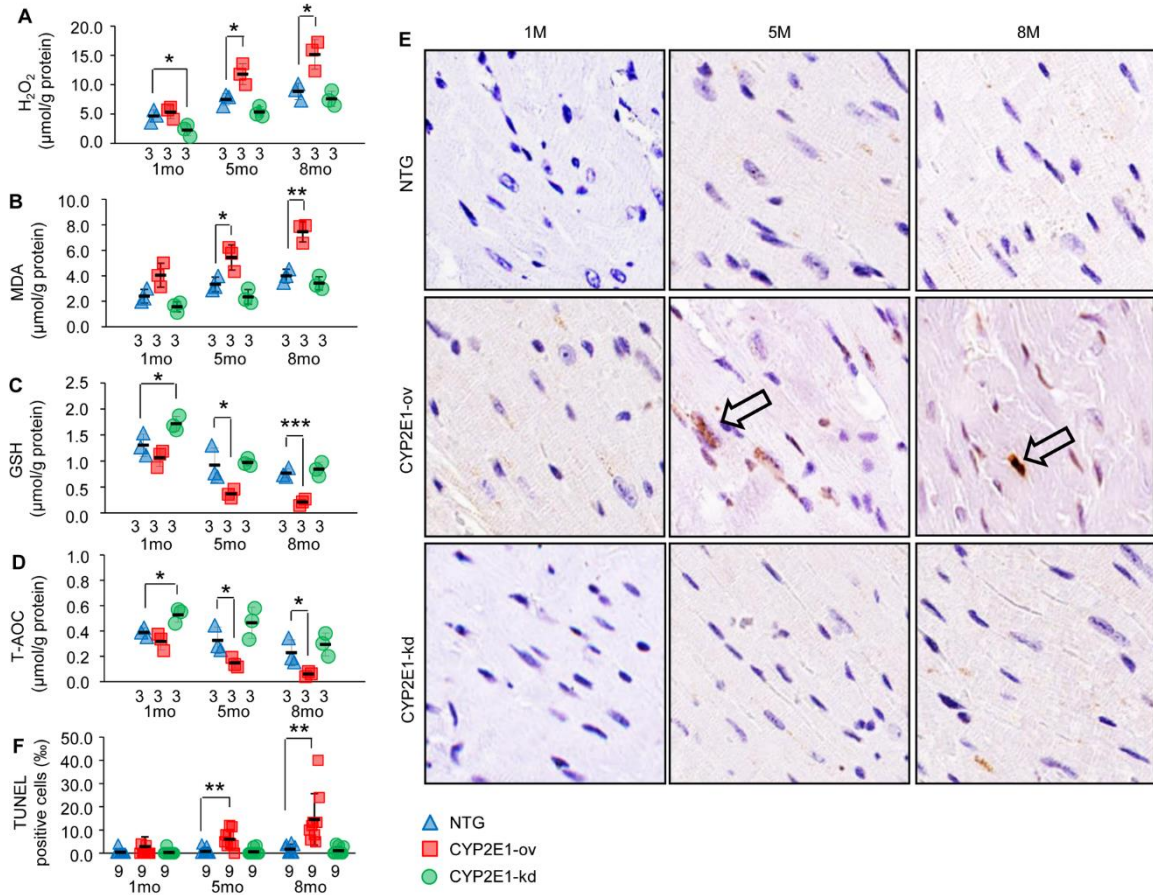 A
H₂O₂
(μmol/g protein)
20.0
15.0
10.0
5.0
0.0
*
*
*
3 3 3
3 3 3
3 3 3
1mo
5mo
8mo
B
MDA
(μmol/g protein)
10.0
8.0
6.0
4.0
2.0
0.0
*
**
3 3 3
3 3 3
3 3 3
1mo
5mo
8mo
C
GSH
(μmol/g protein)
2.5
2.0
1.5
1.0
0.5
0.0
*
*
***
3 3 3
3 3 3
3 3 3
1mo
5mo
8mo
D
T-AOC
(μmol/g protein)
1.0
0.8
0.6
0.4
0.2
0.0
*
*
*
3 3 3
3 3 3
3 3 3
1mo
5mo
8mo
F
TUNEL
positive cells (‰)
50.0
40.0
30.0
20.0
10.0
0.0
**
**
9 9 9
9 9 9
9 9 9
1mo
5mo
8mo
E
1M
5M
8M
NTG
CYP2E1-ov
CYP2E1-kd
NTG
CYP2E1-ov
CYP2E1-kd